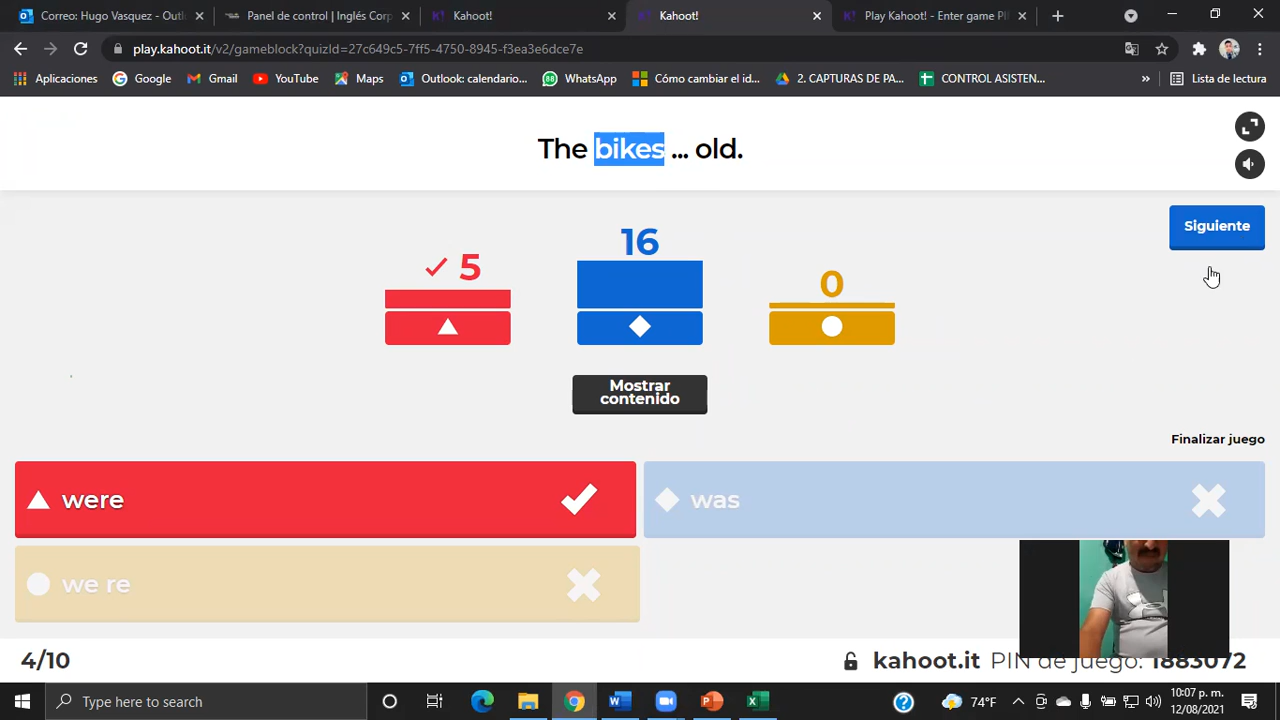 Correo: Hugo Vasquez - Outl
Panel de control | Inglés Corp
Kahoot!
Kahoot!
Play Kahoot! - Enter game P
play.kahoot.it/v2/gameblock?quizId=27c649c5-7ff5-4750-8945-f3ea3e6dce7e
Aplicaciones
Google
Gmail
YouTube
Maps
Outlook: calendario...
WhatsApp
Cómo cambiar el id...
2. CAPTURAS DE PA...
CONTROL ASISTEN...
»
Lista de lectura
The bikes ... old.
Siguiente
5
16
0
Mostrar
contenido
Finalizar juego
were
was
we re
4/10
kahoot.it PIN de juego: 1883072
Type here to search
74°F
10:07 p. m.
12/08/2021